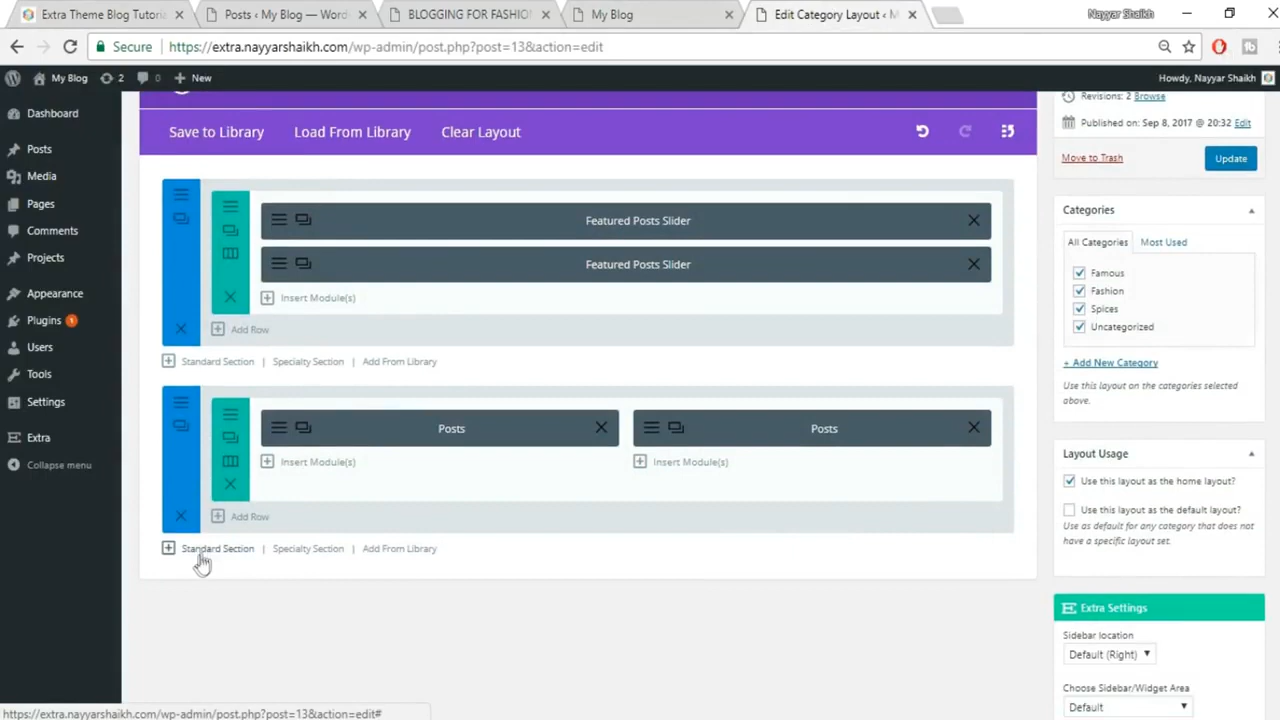 Extra Theme Blog Tutoria
Posts ‹ My Blog — Word
BLOGGING FOR FASHIO
My Blog
Edit Category Layout ‹ M
Nayyar Shaikh
Secure
https://extra.nayyarshaikh.com/wp-admin/post.php?post=13&action=edit
My Blog
2
0
New
Howdy, Nayyar Shaikh
Dashboard
Posts
Media
Pages
Comments
Projects
Appearance
Plugins 1
Users
Tools
Settings
Extra
Collapse menu
Save to Library
Load From Library
Clear Layout
Featured Posts Slider
Featured Posts Slider
Insert Module(s)
Add Row
Standard Section | Specialty Section | Add From Library
Posts
Posts
Insert Module(s)
Insert Module(s)
Add Row
Standard Section | Specialty Section | Add From Library
Revisions: 2 Browse
Published on: Sep 8, 2017 @ 20:32 Edit
Move to Trash
Update
Categories
All Categories
Most Used
Famous
Fashion
Spices
Uncategorized
+ Add New Category
Use this layout on the categories selected
above.
Layout Usage
Use this layout as the home layout?
Use this layout as the default layout?
Use as default for any category that does not
have a specific layout set.
Extra Settings
Sidebar location
Default (Right)
Choose Sidebar/Widget Area
Default
https://extra.nayyarshaikh.com/wp-admin/post.php?post=13&action=edit#